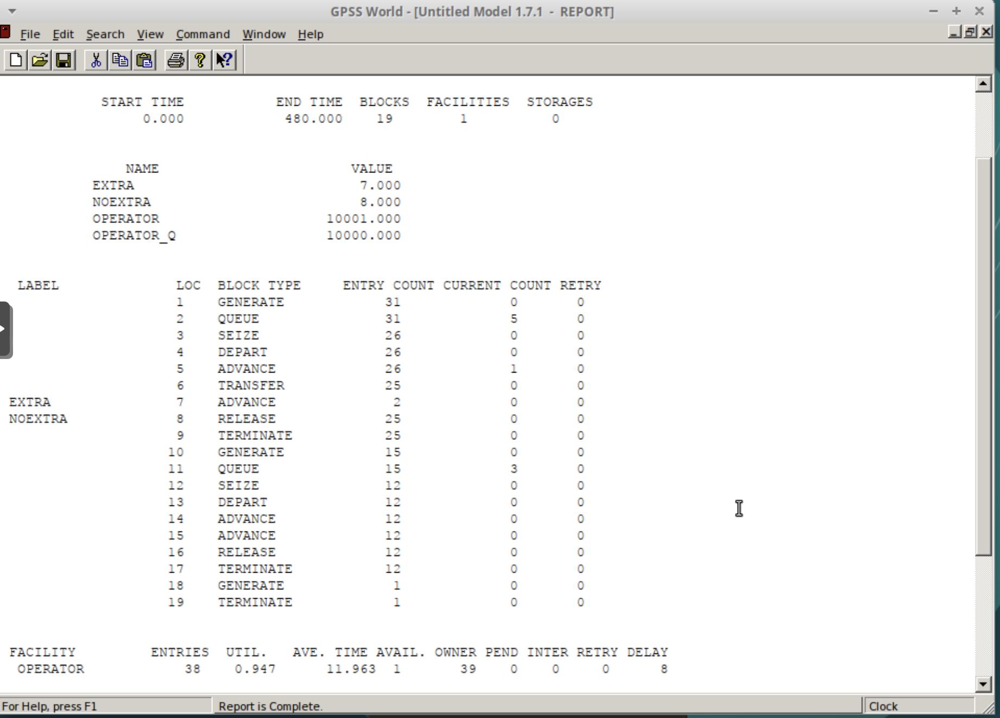 GPSS World - [Untitled Model 1.7.1 - REPORT]
File Edit Search View Command Window Help
START TIME END TIME BLOCKS FACILITIES STORAGES
0.000 480.000 19 1 0
NAME VALUE
EXTRA 7.000
NOEXTRA 8.000
OPERATOR 10001.000
OPERATOR_Q 10000.000
LABEL LOC BLOCK TYPE ENTRY COUNT CURRENT COUNT RETRY
1 GENERATE 31 0 0
2 QUEUE 31 5 0
3 SEIZE 26 0 0
4 DEPART 26 0 0
5 ADVANCE 26 1 0
6 TRANSFER 25 0 0
EXTRA 7 ADVANCE 2 0 0
NOEXTRA 8 RELEASE 25 0 0
9 TERMINATE 25 0 0
10 GENERATE 15 0 0
11 QUEUE 15 3 0
12 SEIZE 12 0 0
13 DEPART 12 0 0
14 ADVANCE 12 0 0
15 ADVANCE 12 0 0
16 RELEASE 12 0 0
17 TERMINATE 12 0 0
18 GENERATE 1 0 0
19 TERMINATE 1 0 0
FACILITY ENTRIES UTIL. AVE. TIME AVAIL. OWNER PEND INTER RETRY DELAY
OPERATOR 38 0.947 11.963 1 39 0 0 0 8
For Help, press F1 Report is Complete. Clock